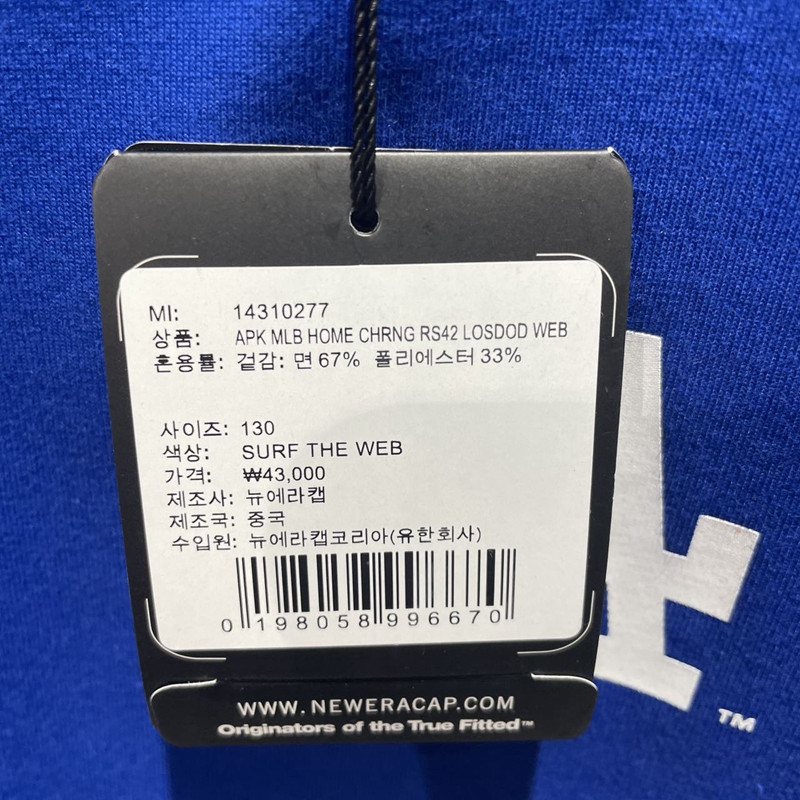 MI: 14310277
상품: APK MLB HOME CHRNG RS42 LOSDOD WEB
혼용률: 겉감: 면 67% 폴리에스터 33%
사이즈: 130
색상: SURF THE WEB
가격: ₩43,000
제조사: 뉴에라캡
제조국: 중국
수입원: 뉴에라캡코리아(유한회사)
0 198058 996670
WWW.NEWERACAP.COM
Originators of the True Fitted™
TM